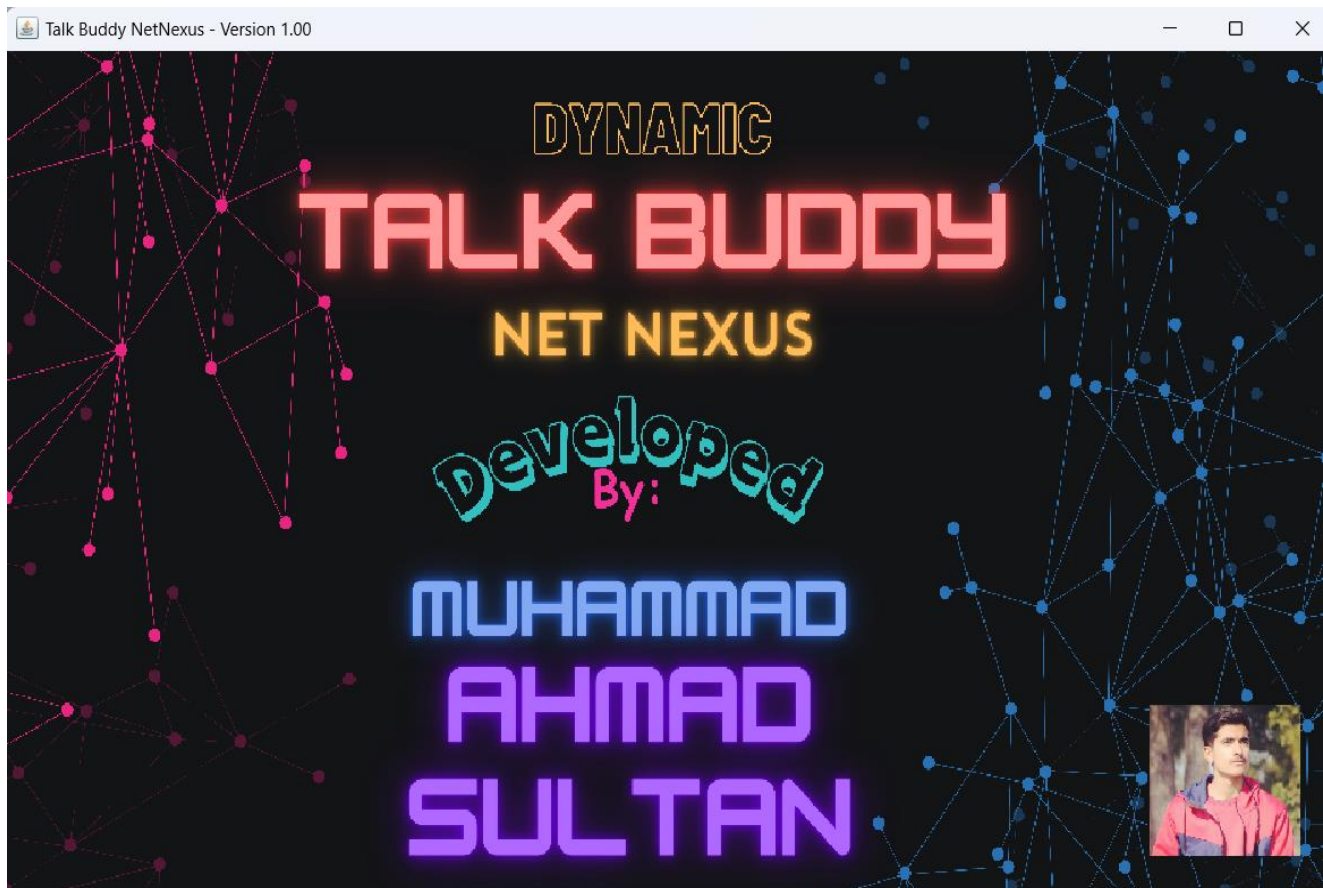 Talk Buddy NetNexus - Version 1.00
DYNAMIC
TALK BUDDY
NET NEXUS
Developed
By:
MUHAMMAD
AHMAD
SULTAN